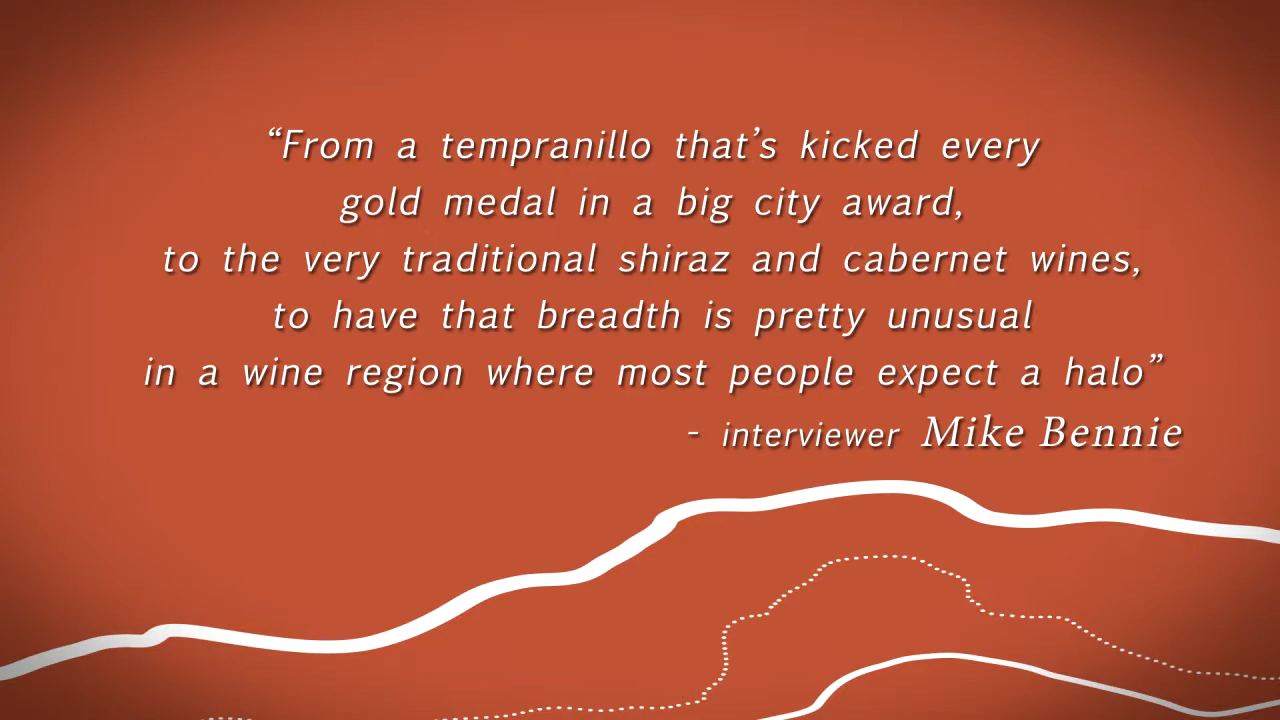 “From a tempranillo that’s kicked every
gold medal in a big city award,
to the very traditional shiraz and cabernet wines,
to have that breadth is pretty unusual
in a wine region where most people expect a halo”
- interviewer Mike Bennie